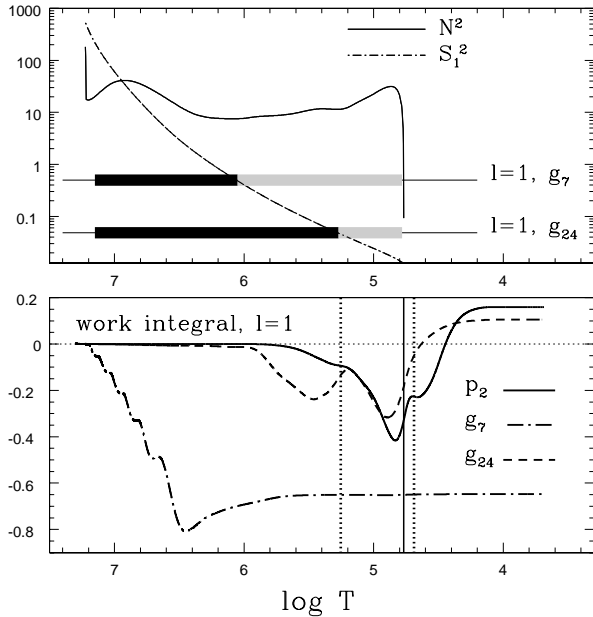 1000
N²
S₁²
100
10
1
l=1, g₇
0.1
l=1, g₂₄
7 6 5 4
0.2
work integral, l=1
0
-0.2
p₂
g₇
-0.4
g₂₄
-0.6
-0.8
7 6 5 4
log T